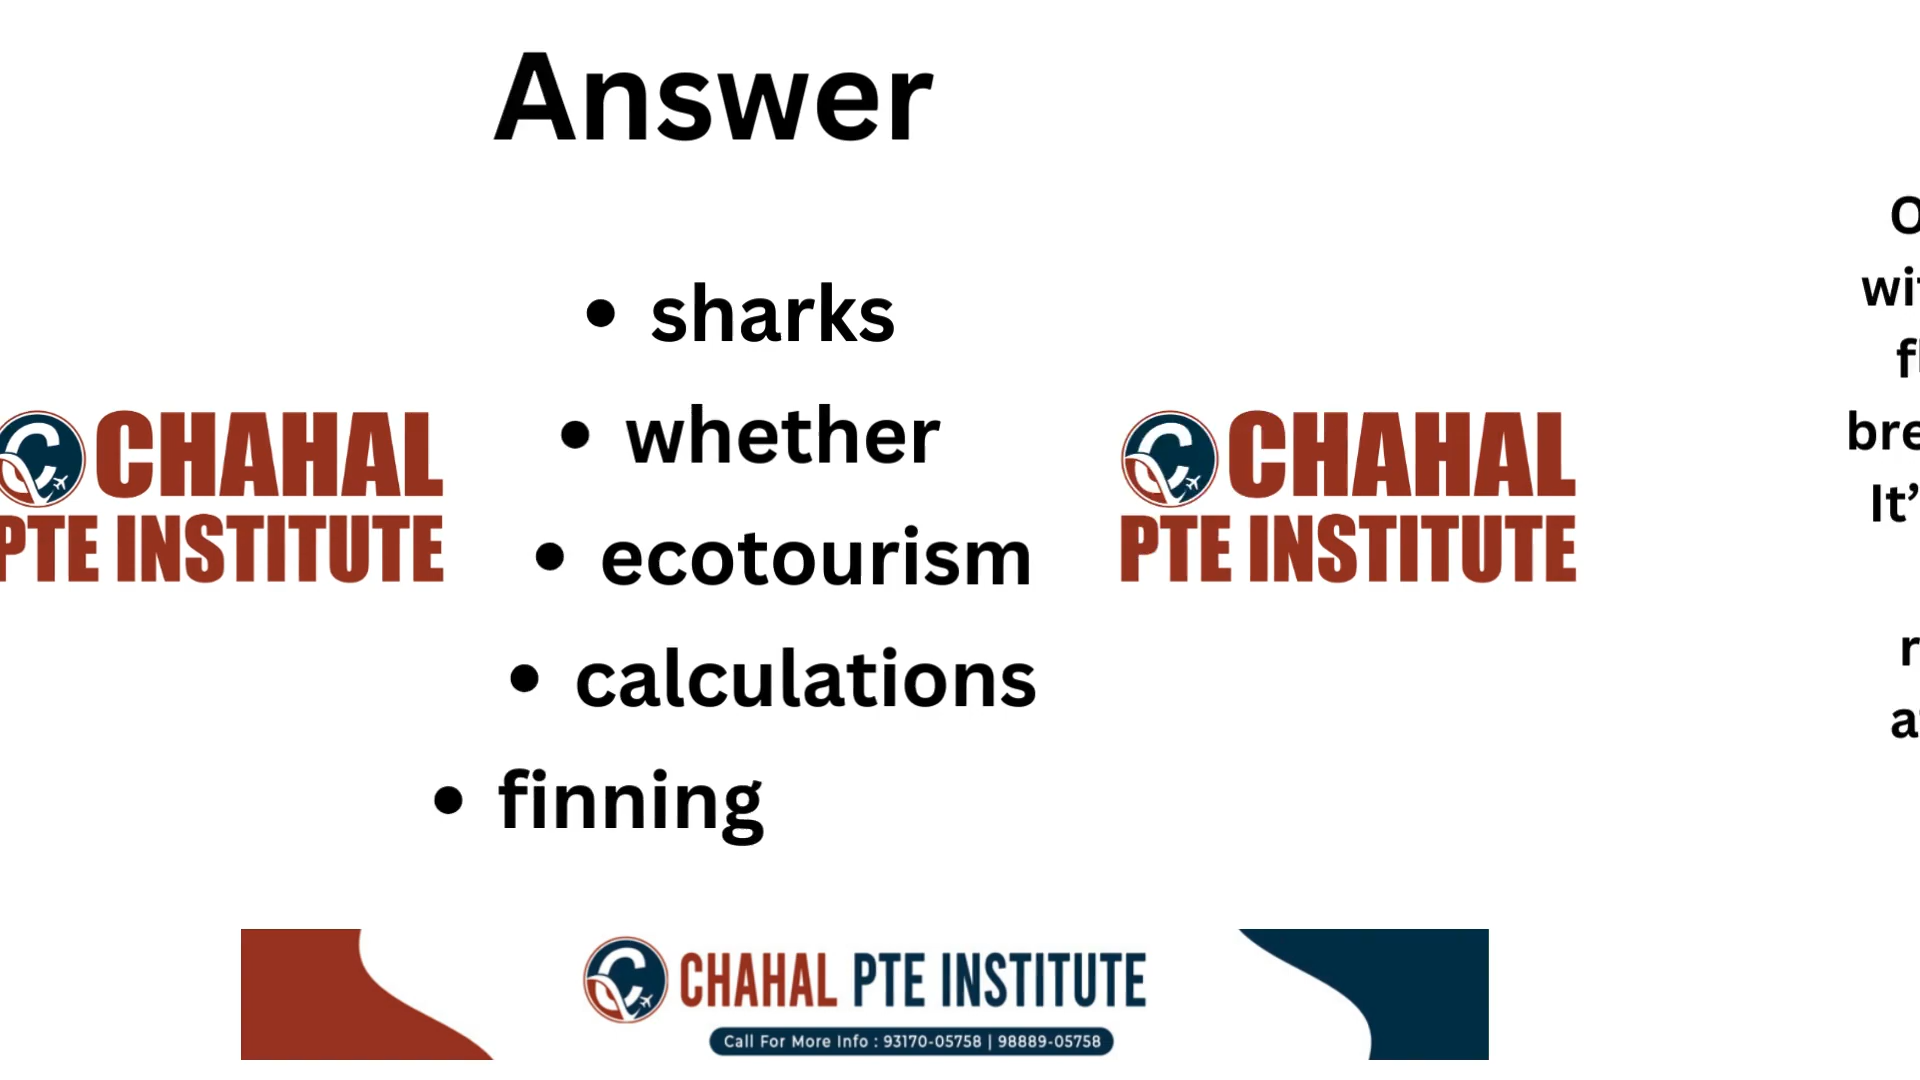 Answer
• sharks
• whether
• ecotourism
• calculations
• finning
CHAHAL
PTE INSTITUTE
CHAHAL
PTE INSTITUTE
CHAHAL PTE INSTITUTE
Call For More Info : 93170-05758 | 98889-05758
It’